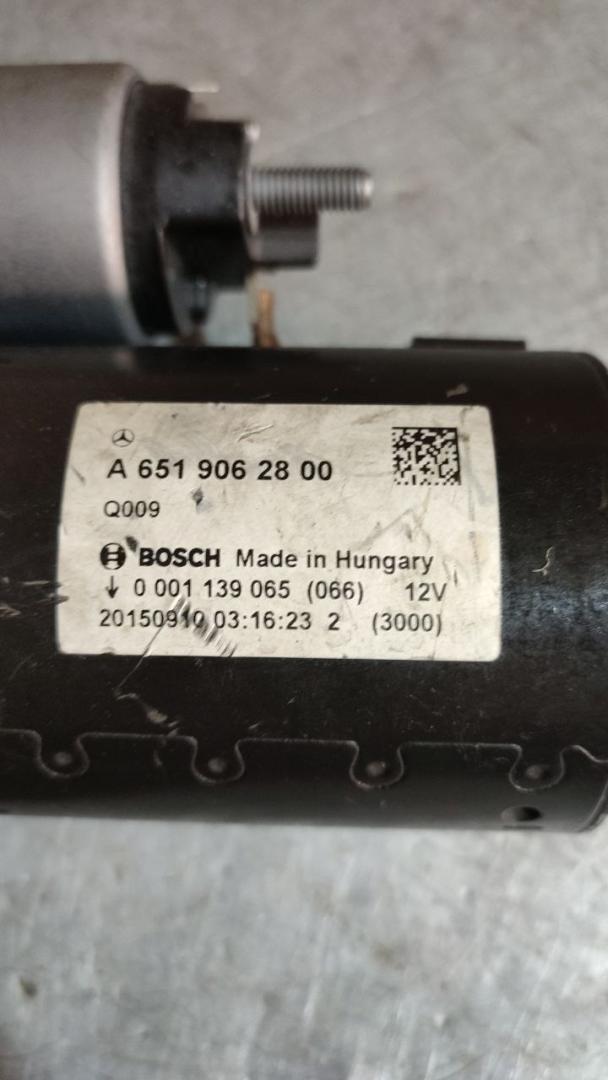 A 651 906 28 00
Q009
BOSCH Made in Hungary
↓ 0 001 139 065 (066) 12V
20150910 03:16:23 2 (3000)